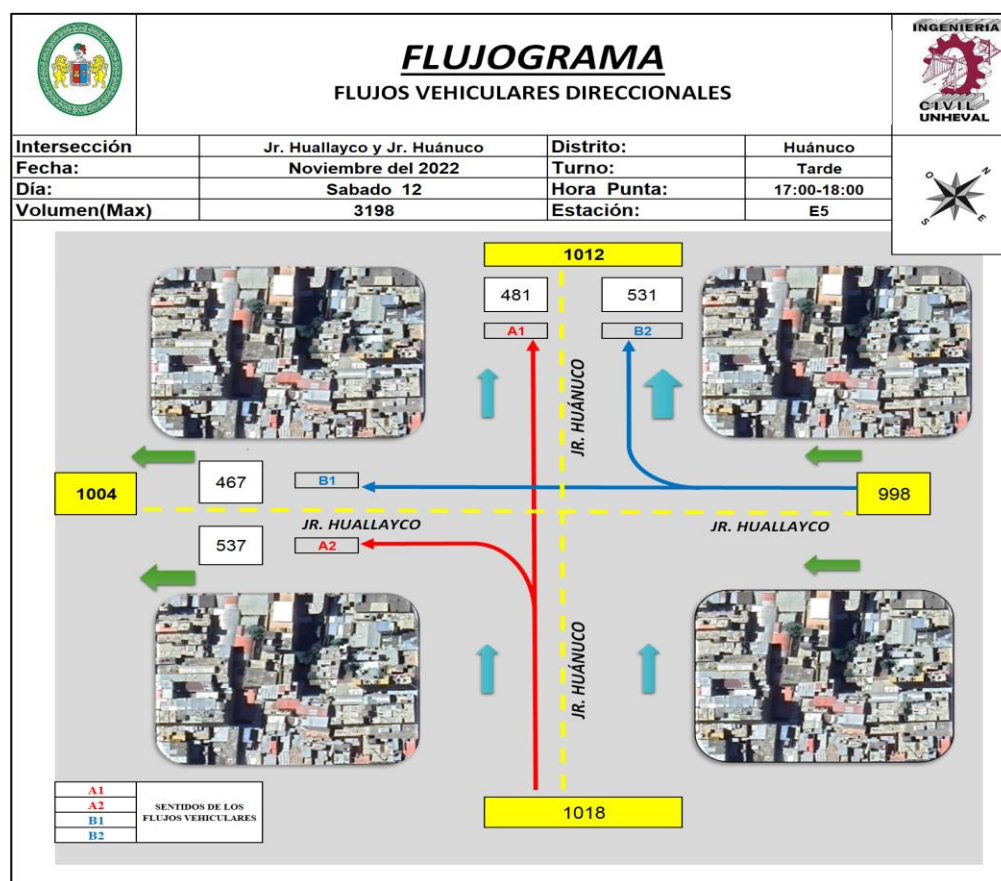 INGENIERIA
CIVIL
UNHEVAL
FLUJOGRAMA
FLUJOS VEHICULARES DIRECCIONALES
Intersección Jr. Huallayco y Jr. Huánuco Distrito: Huánuco
Fecha: Noviembre del 2022 Turno: Tarde
Día: Sabado 12 Hora Punta: 17:00-18:00
Volumen(Max) 3198 Estación: E5
O N
S E
1012
481 531
A1 B2
JR. HUÁNUCO
1004 467 B1 998
JR. HUALLAYCO JR. HUALLAYCO
537 A2
JR. HUÁNUCO
1018
A1
A2
B1
B2
SENTIDOS DE LOS
FLUJOS VEHICULARES